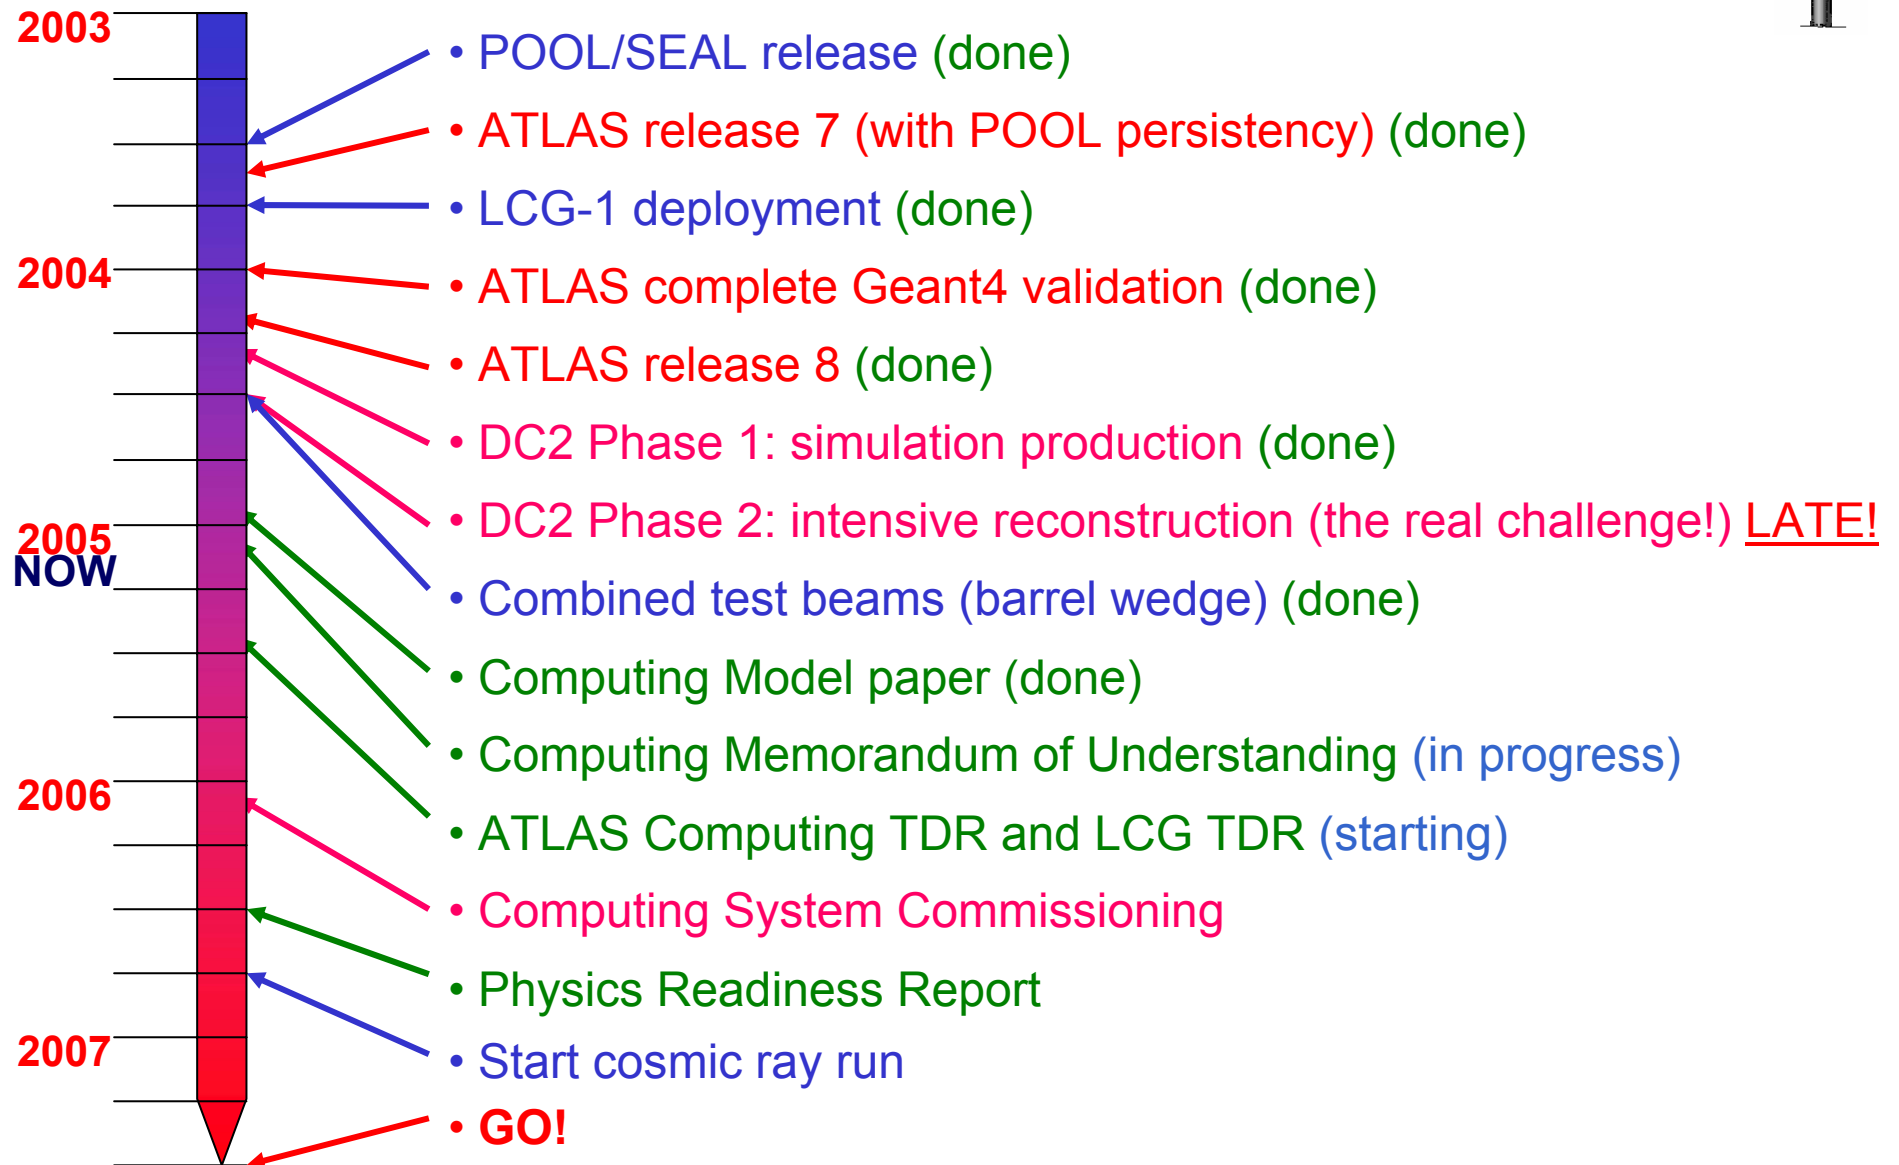 2003
• POOL/SEAL release (done)
• ATLAS release 7 (with POOL persistency) (done)
• LCG-1 deployment (done)
2004
• ATLAS complete Geant4 validation (done)
• ATLAS release 8 (done)
• DC2 Phase 1: simulation production (done)
• DC2 Phase 2: intensive reconstruction (the real challenge!) LATE!
2005
NOW
• Combined test beams (barrel wedge) (done)
• Computing Model paper (done)
• Computing Memorandum of Understanding (in progress)
2006
• ATLAS Computing TDR and LCG TDR (starting)
• Computing System Commissioning
• Physics Readiness Report
2007
• Start cosmic ray run
• GO!